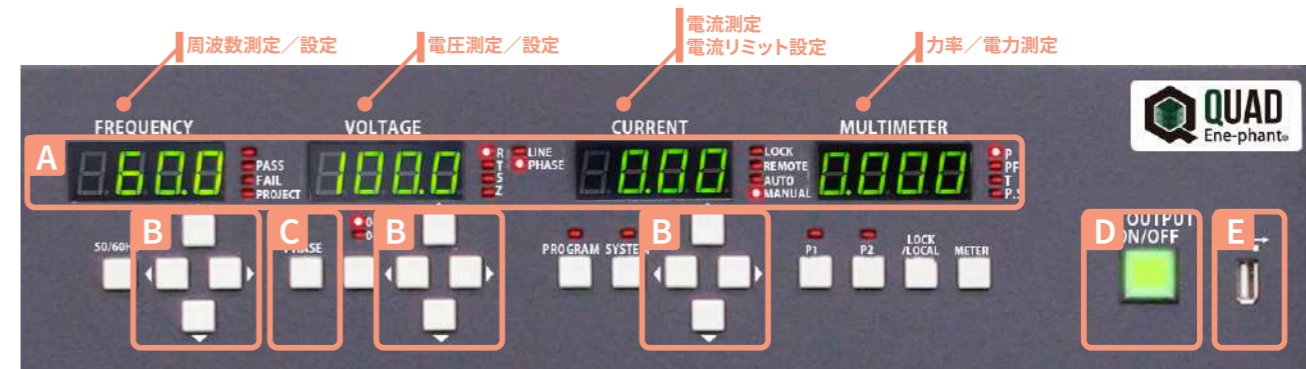 周波数測定／設定
電圧測定／設定
電流測定
電流リミット設定
力率／電力測定
QUAD
Ene-phant
FREQUENCY
VOLTAGE
CURRENT
MULTIMETER
A
60.0
PASS
FAIL
PROJECT
100.0
R
T
S
Z
LINE
PHASE
0.00
LOCK
REMOTE
AUTO
MANUAL
0.000
P
PF
T
P.S
50/60H
B
C
B
PROGRAM
SYSTEM
B
P1
P2
LOCK
/LOCAL
METER
D
OUTPUT
ON/OFF
E